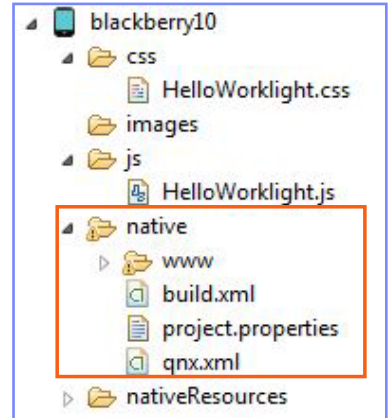 blackberry10
css
HelloWorklight.css
images
js
HelloWorklight.js
native
www
build.xml
project.properties
qnx.xml
nativeResources